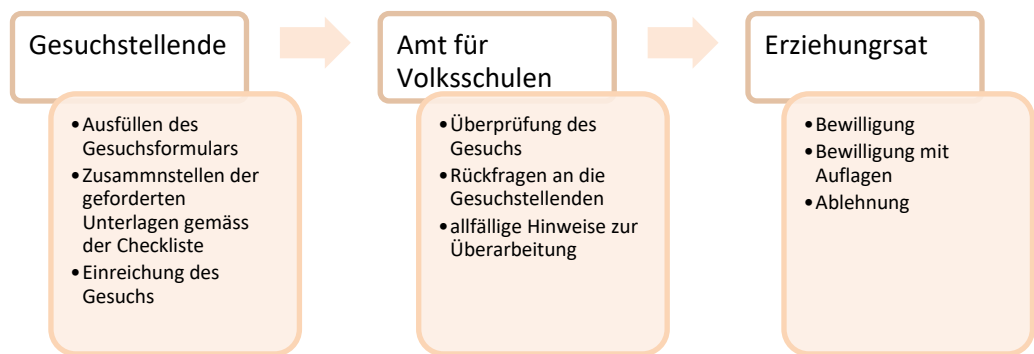 Gesuchstellende
•Ausfüllen des
Gesuchsformulars
•Zusammnstellen der
geforderten
Unterlagen gemäss
der Checkliste
•Einreichung des
Gesuchs
Amt für
Volksschulen
•Überprüfung des
Gesuchs
•Rückfragen an die
Gesuchstellenden
•allfällige Hinweise zur
Überarbeitung
Erziehungrsat
•Bewilligung
•Bewilligung mit
Auflagen
•Ablehnung